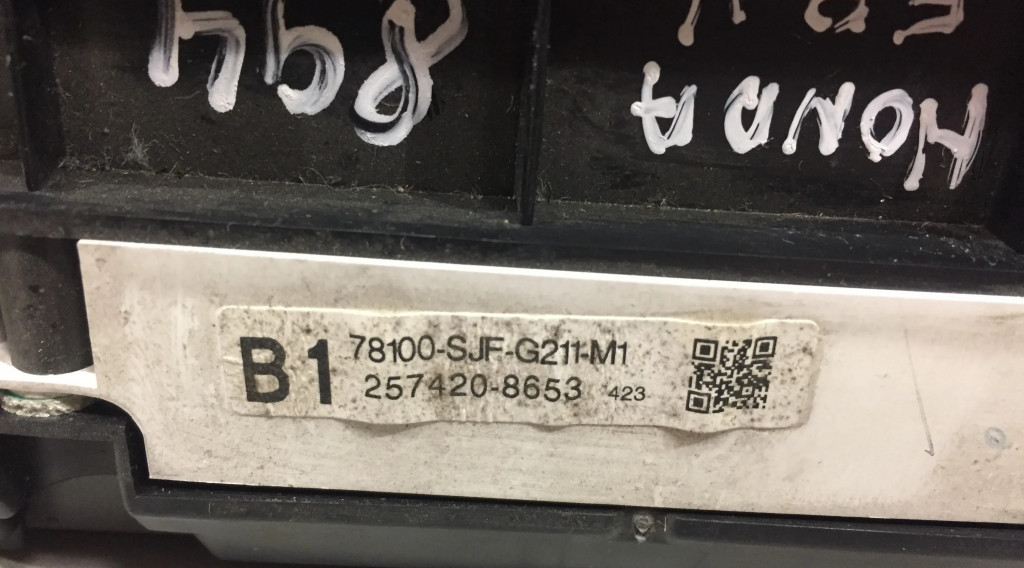 HONDA 894
B1
78100-SJF-G211-M1
257420-8653 423